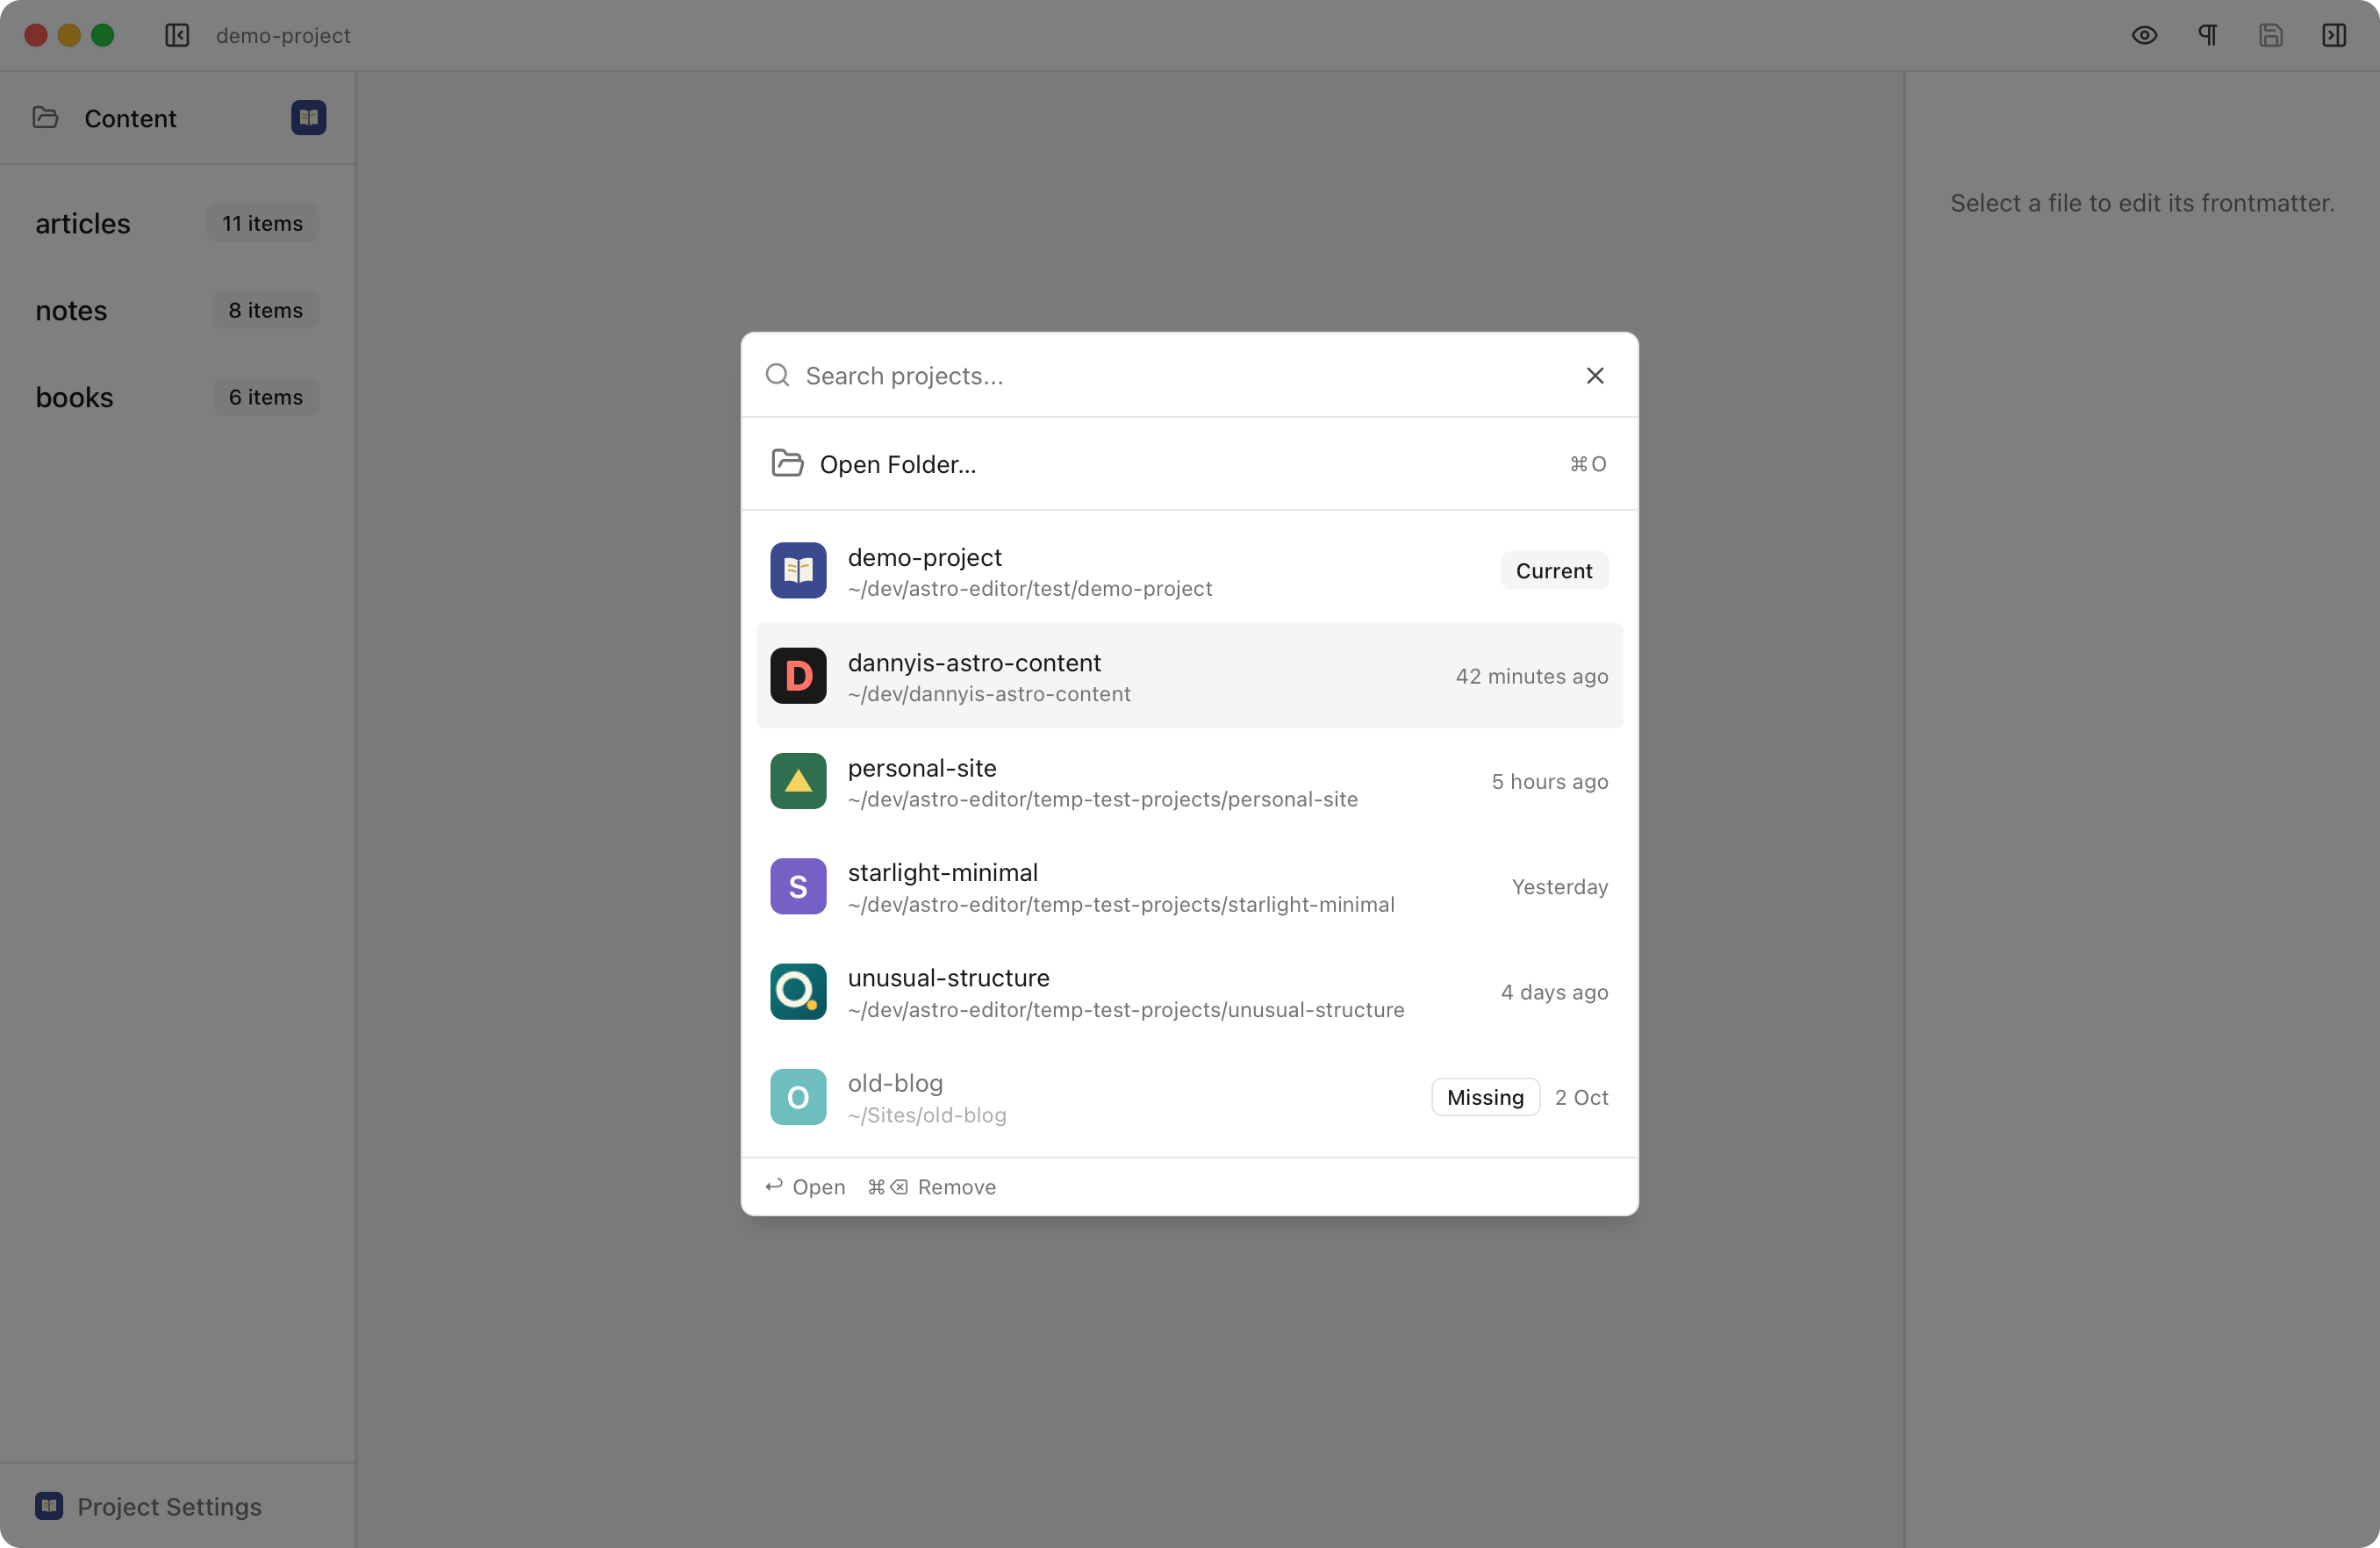 demo-project
Content
articles 11 items
notes 8 items
books 6 items
Project Settings
Search projects...
Open Folder... ⌘O
demo-project
~/dev/astro-editor/test/demo-project
Current
D
dannyis-astro-content
~/dev/dannyis-astro-content
42 minutes ago
personal-site
~/dev/astro-editor/temp-test-projects/personal-site
5 hours ago
S
starlight-minimal
~/dev/astro-editor/temp-test-projects/starlight-minimal
Yesterday
unusual-structure
~/dev/astro-editor/temp-test-projects/unusual-structure
4 days ago
O
old-blog
~/Sites/old-blog
Missing 2 Oct
↩ Open ⌘⌫ Remove
Select a file to edit its frontmatter.